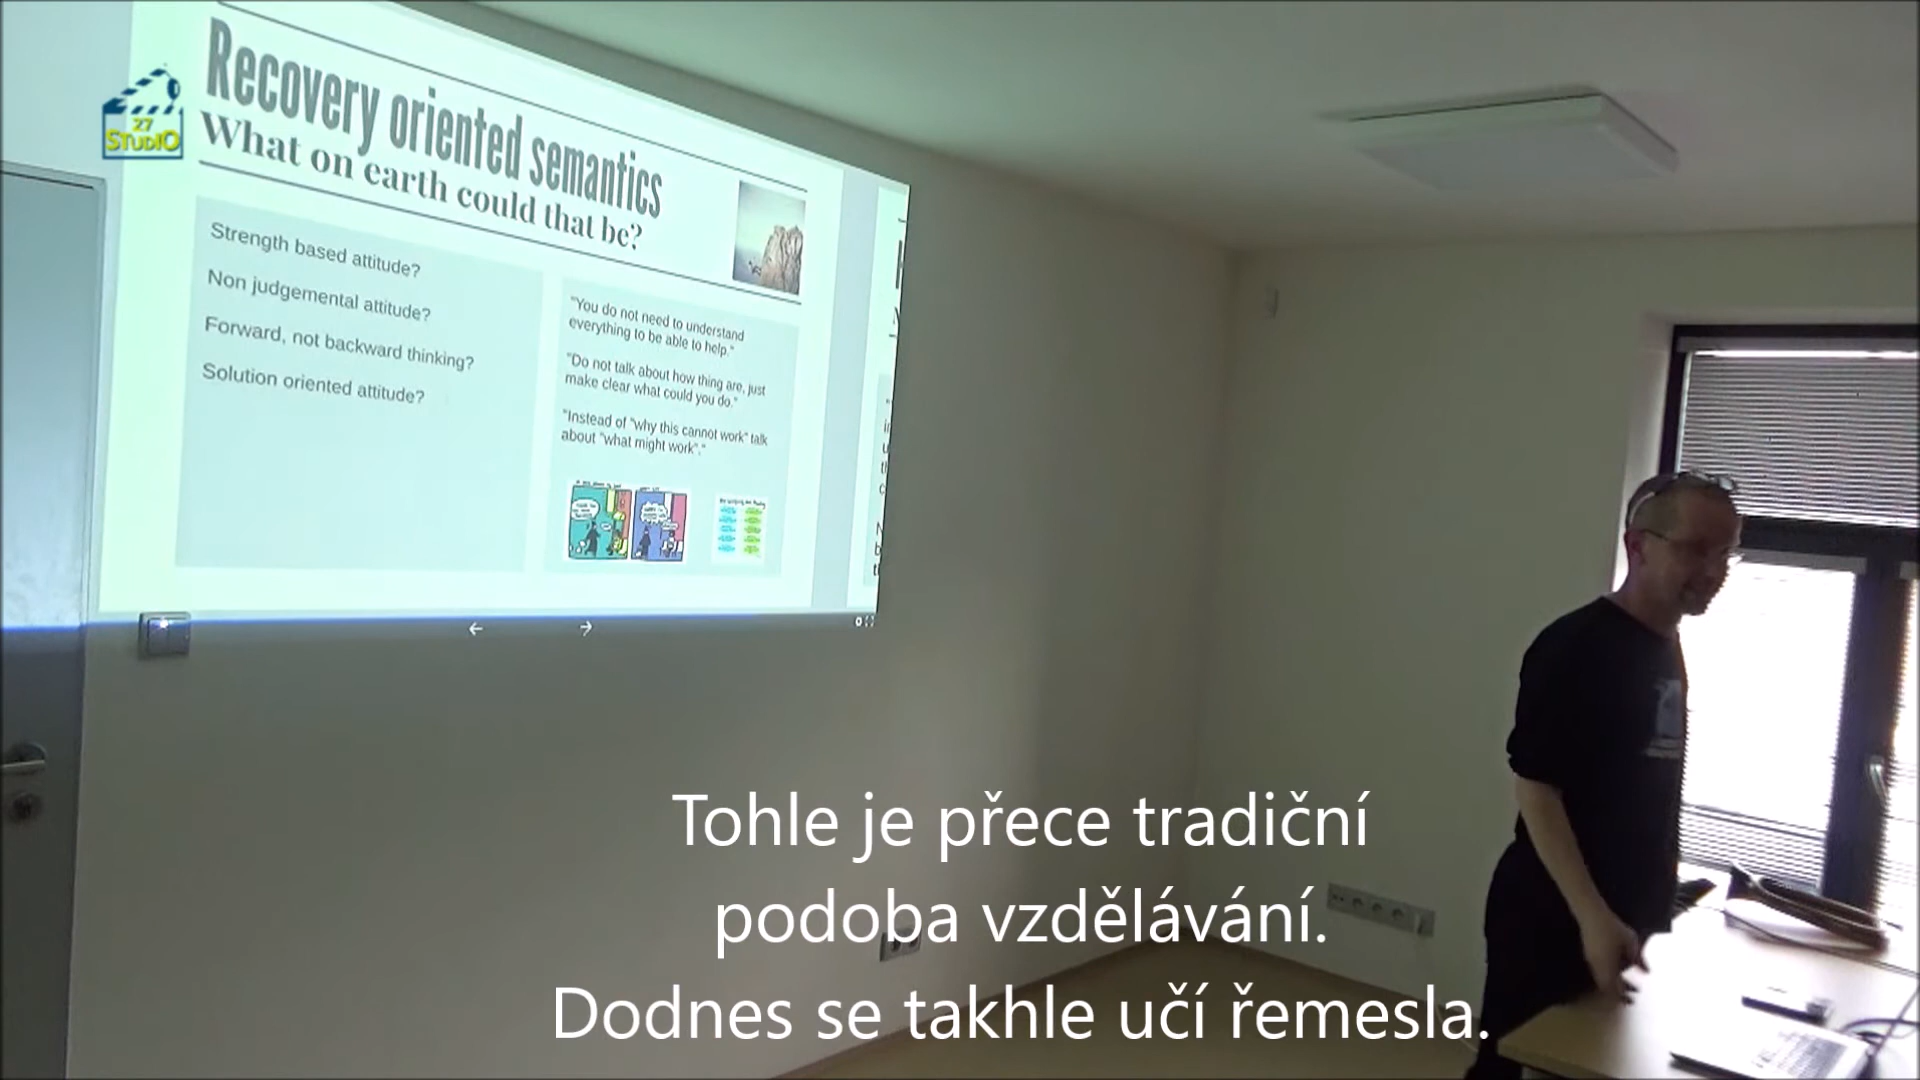 27
STUDIO
Recovery oriented semantics
What on earth could that be?
Strength based attitude?
Non judgemental attitude?
Forward, not backward thinking?
Solution oriented attitude?
"You do not need to understand
everything to be able to help."
"Do not talk about how thing are, just
make clear what could you do."
"Instead of "why this cannot work" talk
about "what might work"."
Tohle je přece tradiční
podoba vzdělávání.
Dodnes se takhle učí řemesla.